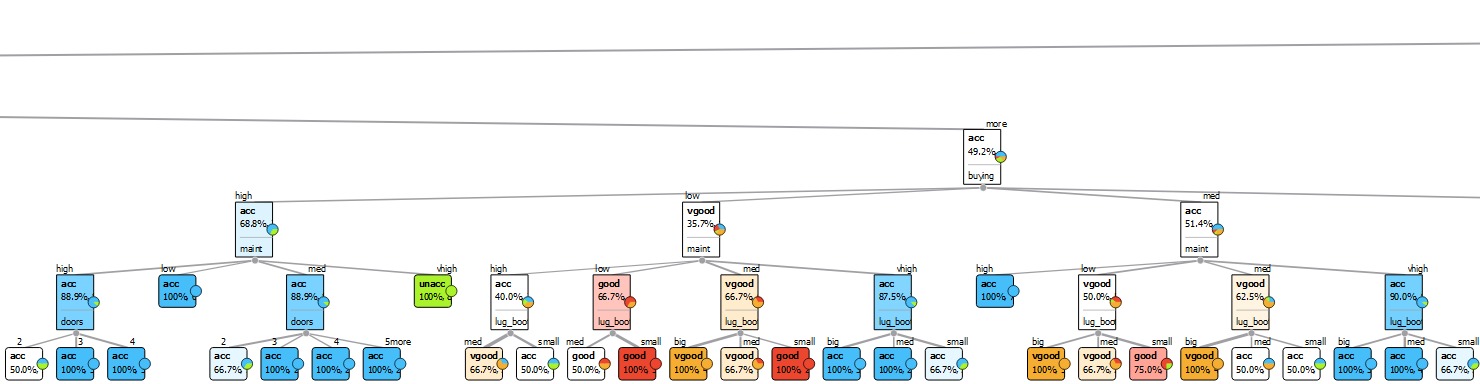 more
acc
49.2%
buying
high
low
med
acc
68.8%
maint
vgood
35.7%
maint
acc
51.4%
maint
high
low
med
vhigh
high
low
med
vhigh
high
low
med
vhigh
acc
88.9%
doors
acc
100%
acc
88.9%
doors
unacc
100%
acc
40.0%
lug_boo
good
66.7%
lug_boo
vgood
66.7%
lug_boo
acc
87.5%
lug_boo
acc
100%
vgood
50.0%
lug_boo
vgood
62.5%
lug_boo
acc
90.0%
lug_boo
2
3
4
2
3
4
5more
med
small
med
small
big
med
small
big
med
small
big
med
small
big
med
small
big
med
small
acc
50.0%
acc
100%
acc
100%
acc
66.7%
acc
100%
acc
100%
acc
100%
vgood
66.7%
acc
50.0%
good
50.0%
good
100%
vgood
100%
vgood
66.7%
good
100%
acc
100%
acc
100%
acc
66.7%
vgood
100%
vgood
66.7%
good
75.0%
vgood
100%
acc
50.0%
acc
50.0%
acc
100%
acc
100%
acc
66.7%